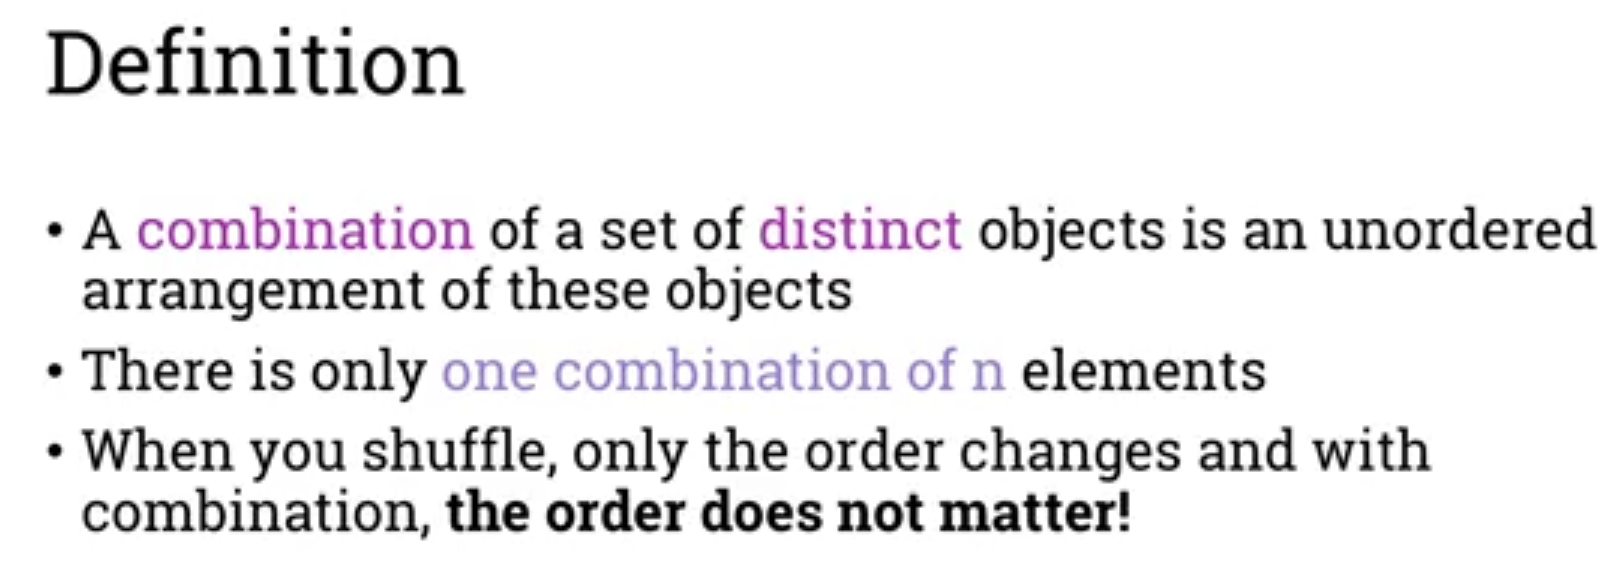 Definition
• A combination of a set of distinct objects is an unordered
arrangement of these objects
• There is only one combination of n elements
• When you shuffle, only the order changes and with
combination, the order does not matter!